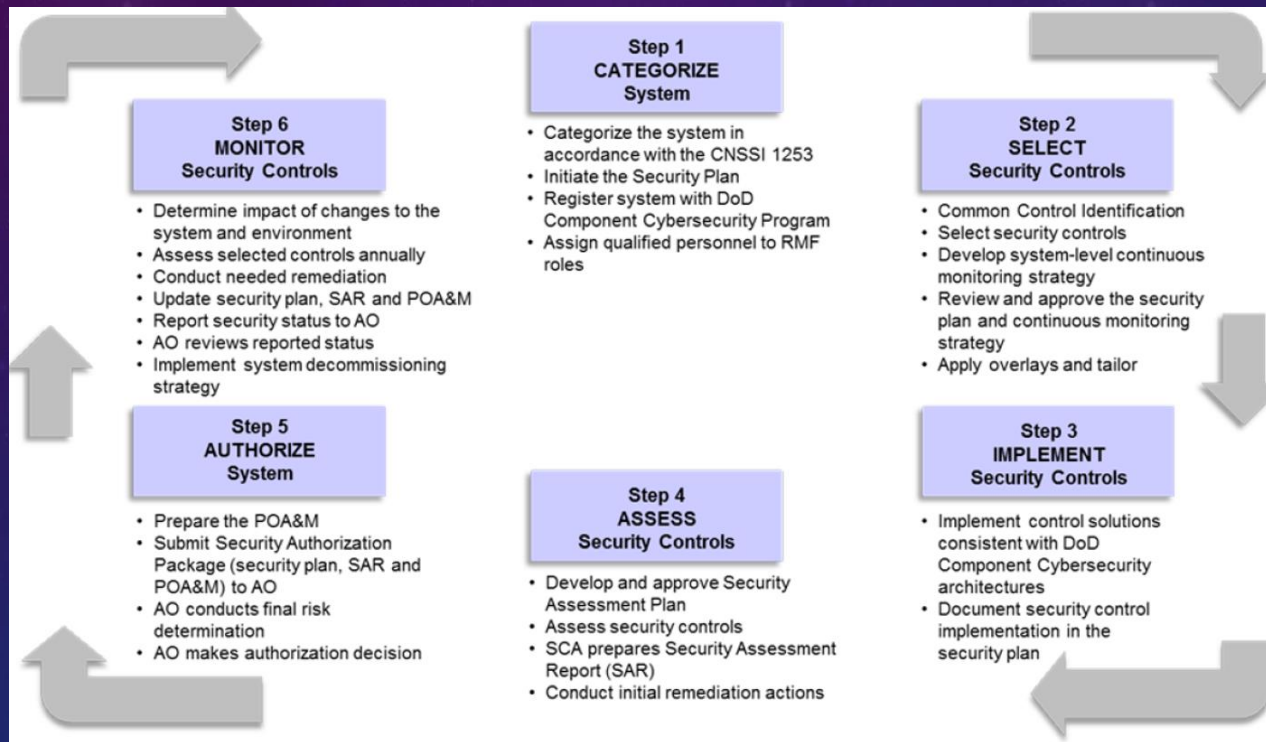 Step 1
CATEGORIZE
System
• Categorize the system in
accordance with the CNSSI 1253
• Initiate the Security Plan
• Register system with DoD
Component Cybersecurity Program
• Assign qualified personnel to RMF
roles
Step 2
SELECT
Security Controls
• Common Control Identification
• Select security controls
• Develop system-level continuous
monitoring strategy
• Review and approve the security
plan and continuous monitoring
strategy
• Apply overlays and tailor
Step 3
IMPLEMENT
Security Controls
• Implement control solutions
consistent with DoD
Component Cybersecurity
architectures
• Document security control
implementation in the
security plan
Step 4
ASSESS
Security Controls
• Develop and approve Security
Assessment Plan
• Assess security controls
• SCA prepares Security Assessment
Report (SAR)
• Conduct initial remediation actions
Step 5
AUTHORIZE
System
• Prepare the POA&M
• Submit Security Authorization
Package (security plan, SAR and
POA&M) to AO
• AO conducts final risk
determination
• AO makes authorization decision
Step 6
MONITOR
Security Controls
• Determine impact of changes to the
system and environment
• Assess selected controls annually
• Conduct needed remediation
• Update security plan, SAR and POA&M
• Report security status to AO
• AO reviews reported status
• Implement system decommissioning
strategy